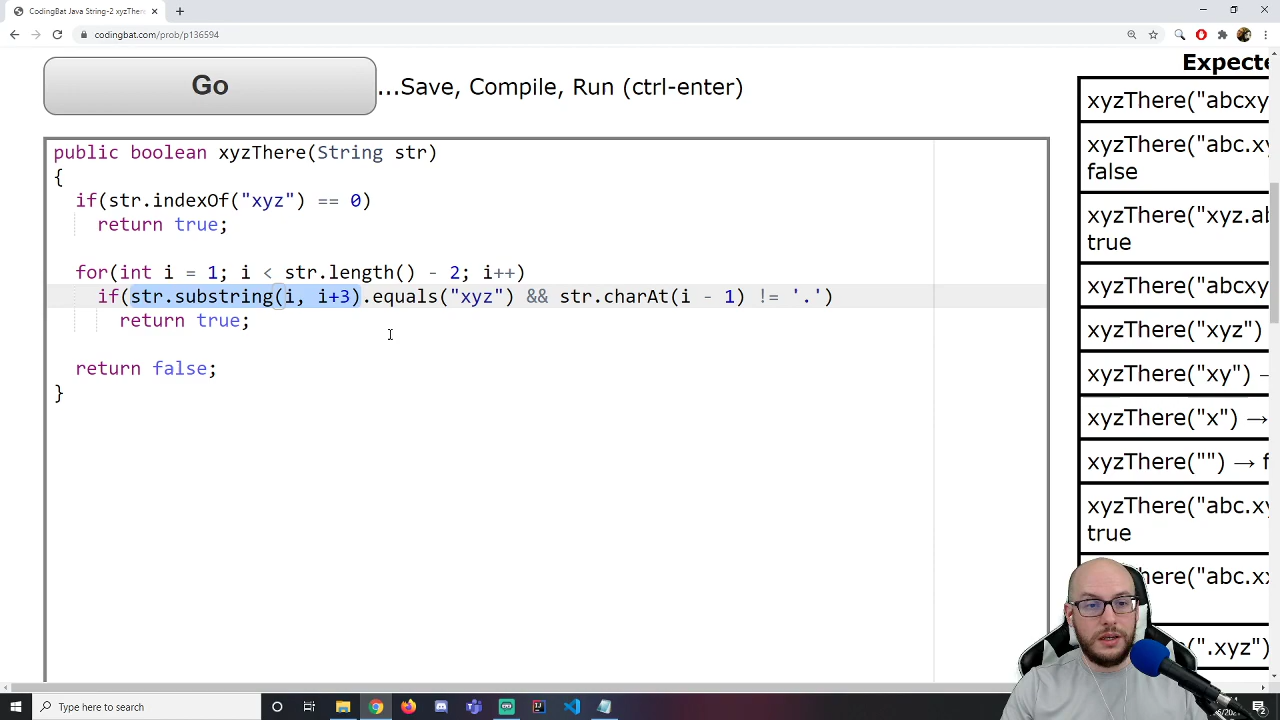 CodingBat Java String-2 xyzThere
codingbat.com/prob/p136594
Go
...Save, Compile, Run (ctrl-enter)
Expecte
public boolean xyzThere(String str)
{
if(str.indexOf("xyz") == 0)
return true;
for(int i = 1; i < str.length() - 2; i++)
if(str.substring(i, i+3).equals("xyz") && str.charAt(i - 1) != '.')
return true;
return false;
}
xyzThere("abcxy
xyzThere("abc.xy
false
xyzThere("xyz.ab
true
xyzThere("abcxy
xyzThere("xyz")
xyzThere("xy") –
xyzThere("x") →
xyzThere("") → f
xyzThere("abc.xy
true
here("abc.xx
ere(".xyz")
Type here to search